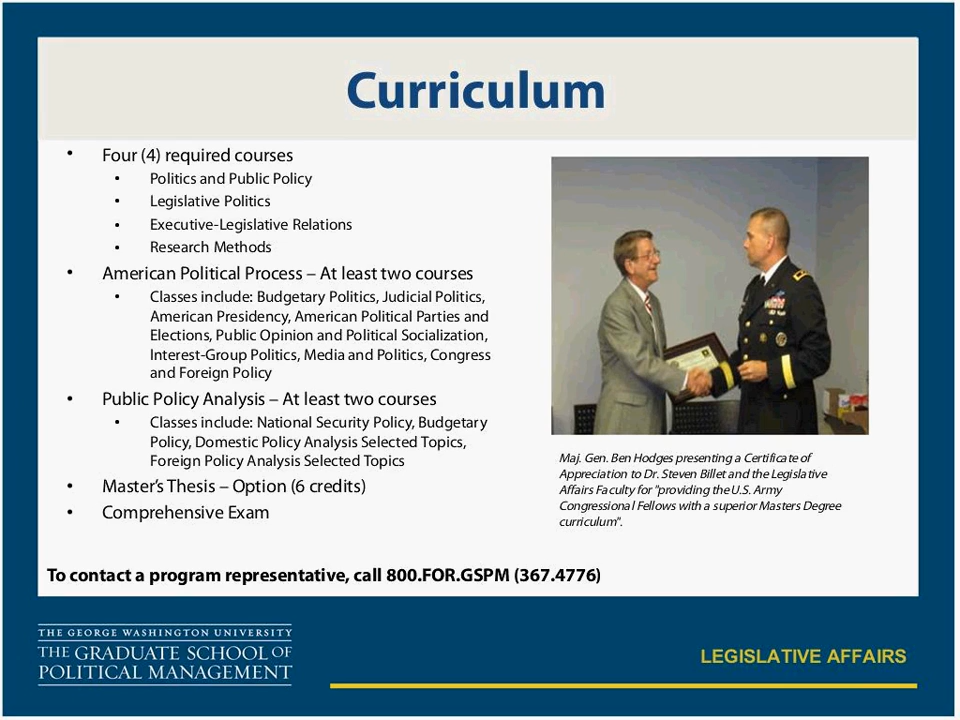 Curriculum
• Four (4) required courses
• Politics and Public Policy
• Legislative Politics
• Executive-Legislative Relations
• Research Methods
• American Political Process – At least two courses
• Classes include: Budgetary Politics, Judicial Politics,
American Presidency, American Political Parties and
Elections, Public Opinion and Political Socialization,
Interest-Group Politics, Media and Politics, Congress
and Foreign Policy
• Public Policy Analysis – At least two courses
• Classes include: National Security Policy, Budgetary
Policy, Domestic Policy Analysis Selected Topics,
Foreign Policy Analysis Selected Topics
• Master’s Thesis – Option (6 credits)
• Comprehensive Exam
Maj. Gen. Ben Hodges presenting a Certificate of
Appreciation to Dr. Steven Billet and the Legislative
Affairs Faculty for "providing the U.S. Army
Congressional Fellows with a superior Masters Degree
curriculum".
To contact a program representative, call 800.FOR.GSPM (367.4776)
THE GEORGE WASHINGTON UNIVERSITY
THE GRADUATE SCHOOL OF
POLITICAL MANAGEMENT
LEGISLATIVE AFFAIRS